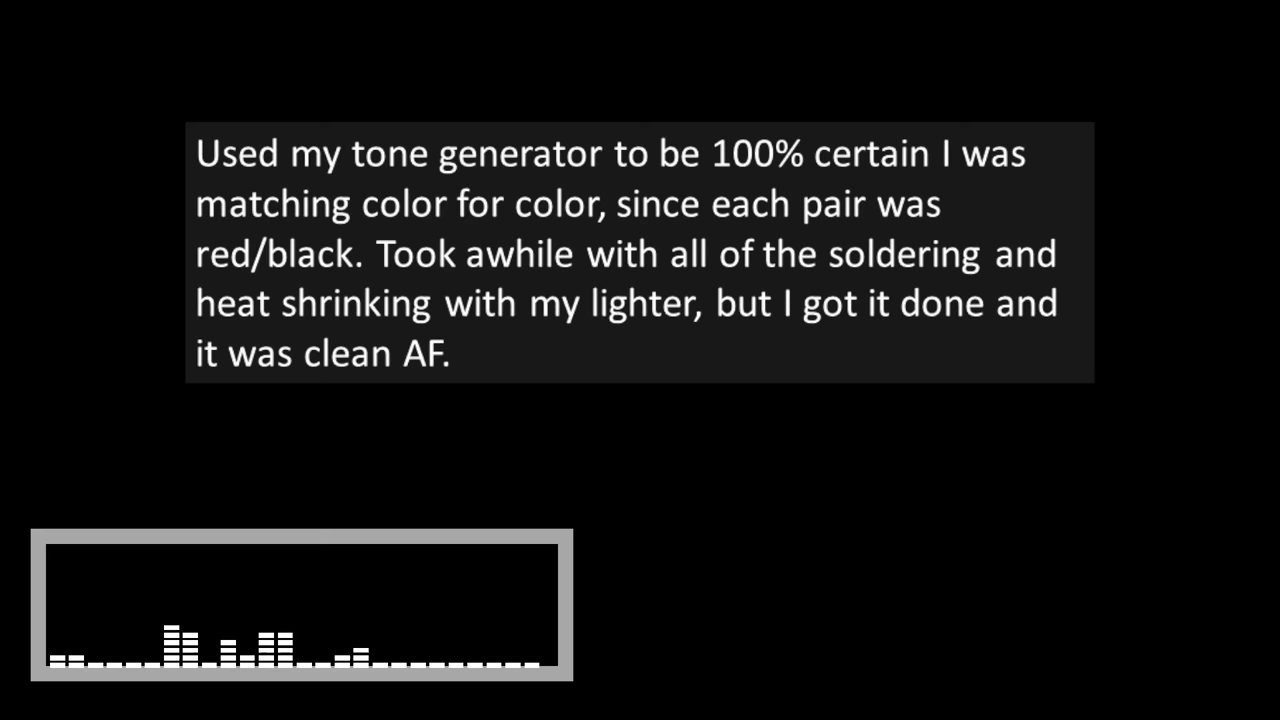 Used my tone generator to be 100% certain I was
matching color for color, since each pair was
red/black. Took awhile with all of the soldering and
heat shrinking with my lighter, but I got it done and
it was clean AF.